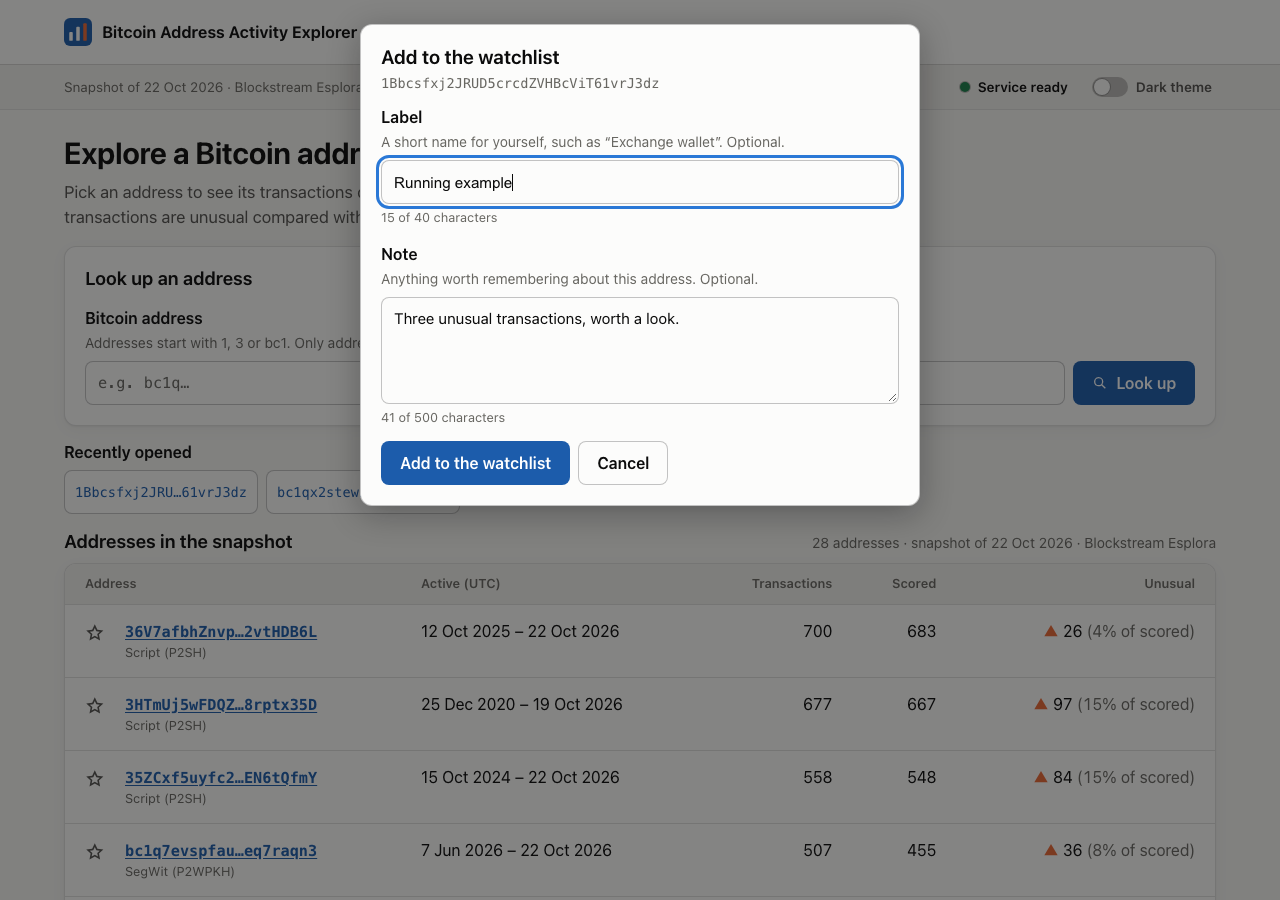 Bitcoin Address Activity Explorer
Snapshot of 22 Oct 2026 · Blockstream Esplora
Service ready
Dark theme
Explore a Bitcoin addr
Pick an address to see its transactions
transactions are unusual compared with
Look up an address
Bitcoin address
Addresses start with 1, 3 or bc1. Only addre
e.g. bc1q…
Look up
Recently opened
1Bbcsfxj2JRU…61vrJ3dz
bc1qx2stew
Add to the watchlist
1Bbcsfxj2JRUD5crcdZVHBcViT61vrJ3dz
Label
A short name for yourself, such as “Exchange wallet”. Optional.
Running example
15 of 40 characters
Note
Anything worth remembering about this address. Optional.
Three unusual transactions, worth a look.
41 of 500 characters
Add to the watchlist
Cancel
Addresses in the snapshot
28 addresses · snapshot of 22 Oct 2026 · Blockstream Esplora
Address Active (UTC) Transactions Scored Unusual
36V7afbhZnvp…2vtHDB6L 12 Oct 2025 – 22 Oct 2026 700 683 26 (4% of scored)
Script (P2SH)
3HTmUj5wFDQZ…8rptx35D 25 Dec 2020 – 19 Oct 2026 677 667 97 (15% of scored)
Script (P2SH)
35ZCxf5uyfc2…EN6tQfmY 15 Oct 2024 – 22 Oct 2026 558 548 84 (15% of scored)
Script (P2SH)
bc1q7evspfau…eq7raqn3 7 Jun 2026 – 22 Oct 2026 507 455 36 (8% of scored)
SegWit (P2WPKH)